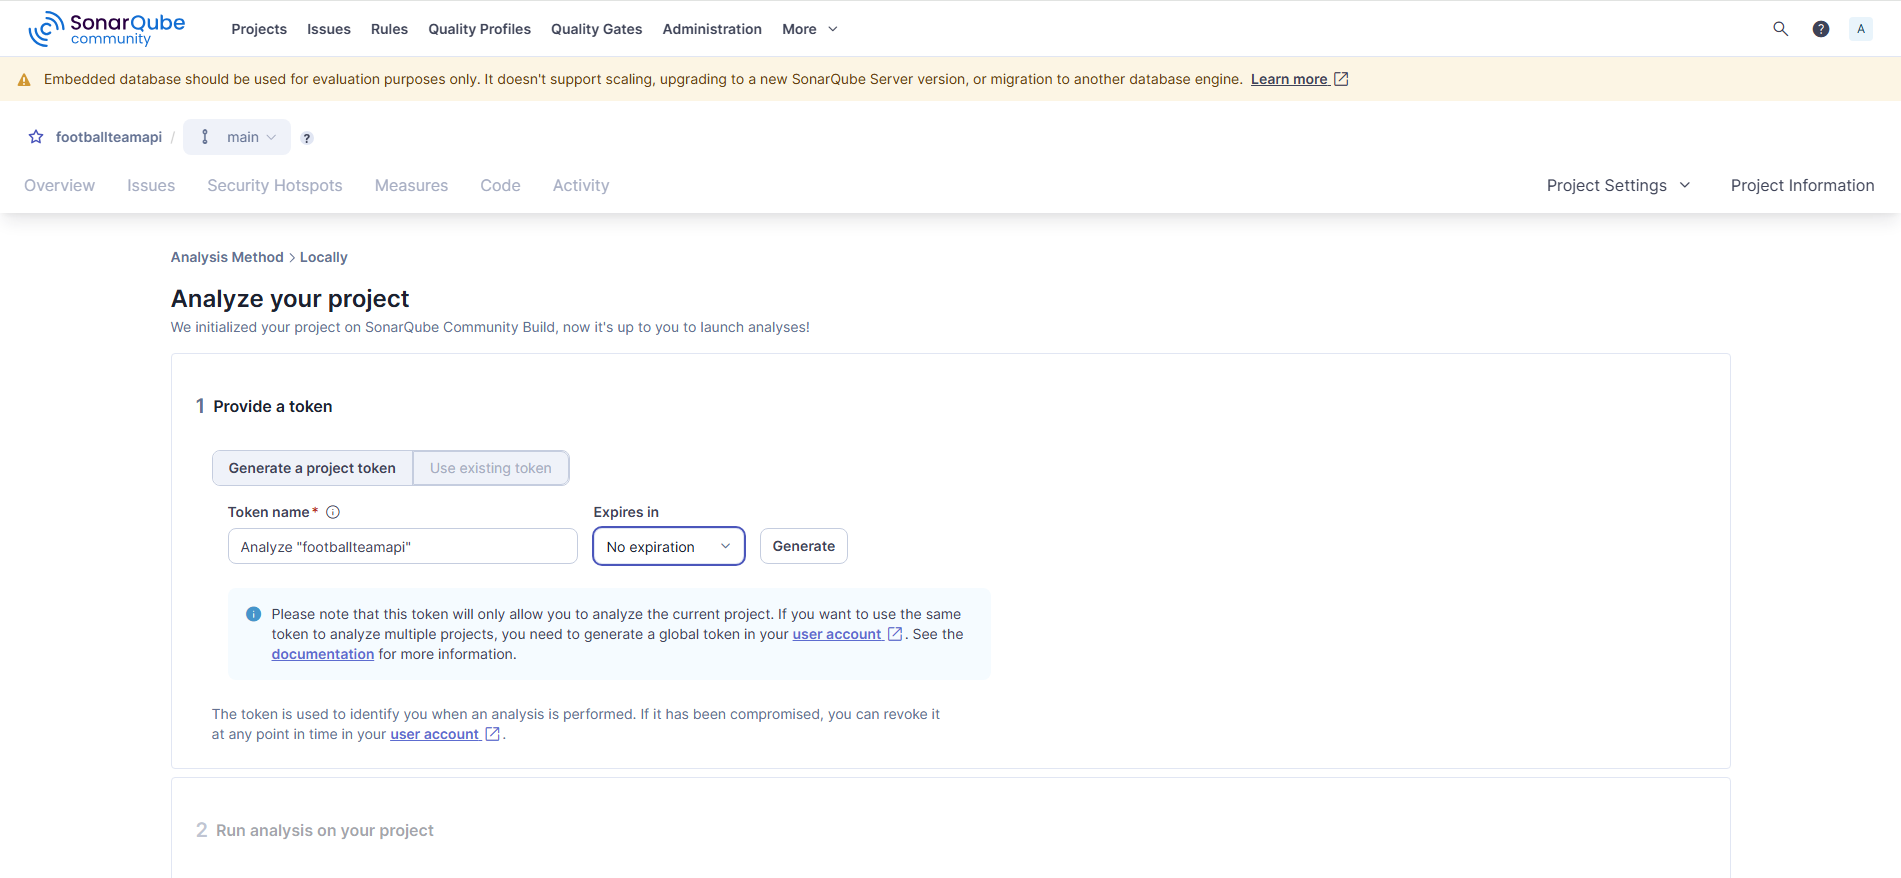 SonarQube community Projects Issues Rules Quality Profiles Quality Gates Administration More ? A
Embedded database should be used for evaluation purposes only. It doesn't support scaling, upgrading to a new SonarQube Server version, or migration to another database engine. Learn more
footballteamapi / main ?
Overview Issues Security Hotspots Measures Code Activity Project Settings Project Information
Analysis Method > Locally
Analyze your project
We initialized your project on SonarQube Community Build, now it's up to you to launch analyses!
1 Provide a token
Generate a project token Use existing token
Token name* Expires in
Analyze "footballteamapi" No expiration Generate
Please note that this token will only allow you to analyze the current project. If you want to use the same
token to analyze multiple projects, you need to generate a global token in your user account . See the
documentation for more information.
The token is used to identify you when an analysis is performed. If it has been compromised, you can revoke it
at any point in time in your user account .
2 Run analysis on your project